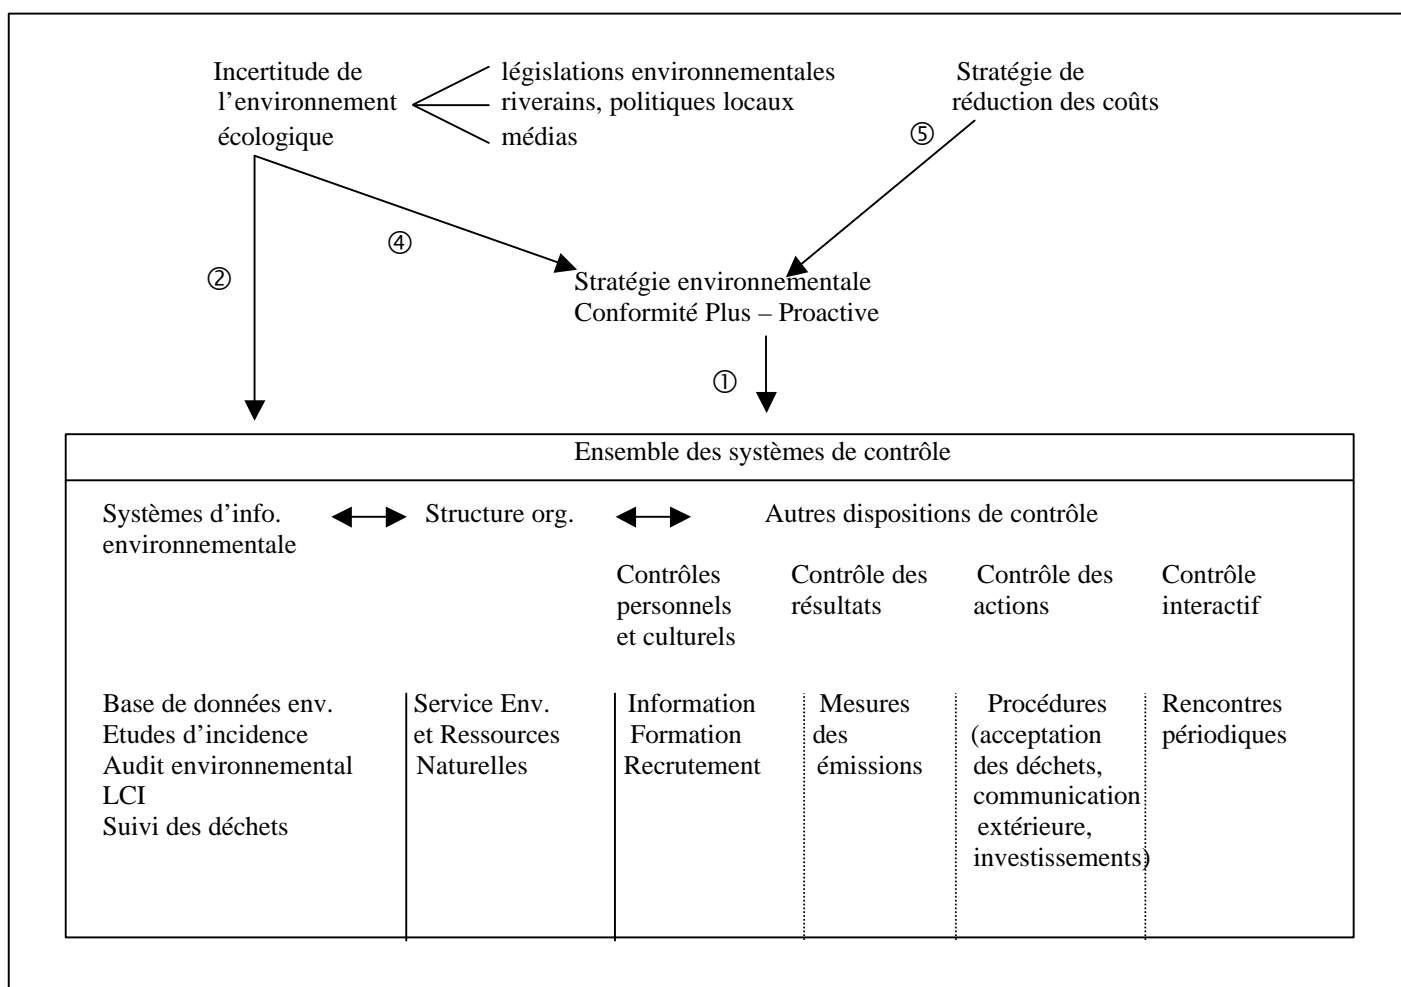 Incertitude de
l’environnement
écologique
législations environnementales
riverains, politiques locaux
médias
Stratégie de
réduction des coûts
⑤
④
②
Stratégie environnementale
Conformité Plus – Proactive
①
Ensemble des systèmes de contrôle
Systèmes d’info.
environnementale
Structure org.
Autres dispositions de contrôle
Contrôles
personnels
et culturels
Contrôle des
résultats
Contrôle des
actions
Contrôle
interactif
Base de données env.
Etudes d’incidence
Audit environnemental
LCI
Suivi des déchets
Service Env.
et Ressources
Naturelles
Information
Formation
Recrutement
Mesures
des
émissions
Procédures
(acceptation
des déchets,
communication
extérieure,
investissements)
Rencontres
périodiques